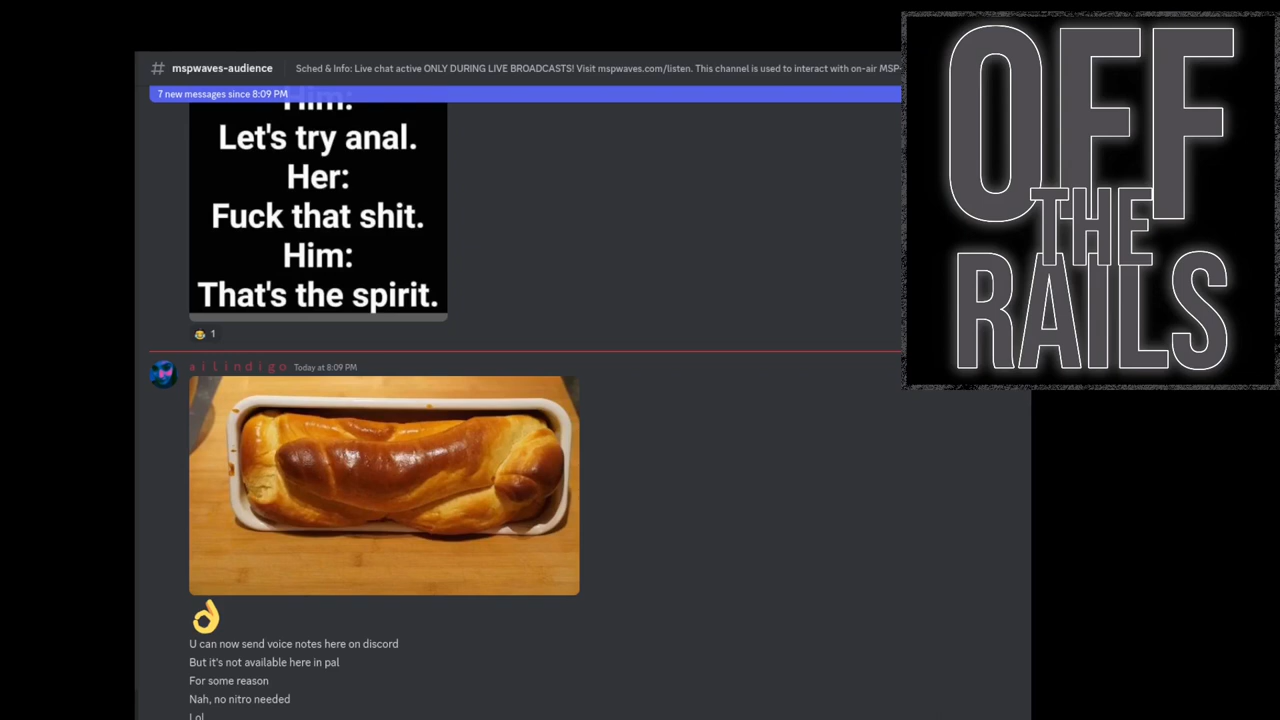 mspwaves-audience
Sched & Info: Live chat active ONLY DURING LIVE BROADCASTS! Visit mspwaves.com/listen. This channel is used to interact with on-air MSP
7 new messages since 8:09 PM
Him:
Let's try anal.
Her:
Fuck that shit.
Him:
That's the spirit.
1
a i l i n d i g o Today at 8:09 PM
U can now send voice notes here on discord
But it's not available here in pal
For some reason
Nah, no nitro needed
Lol
OFF
THE
RAILS